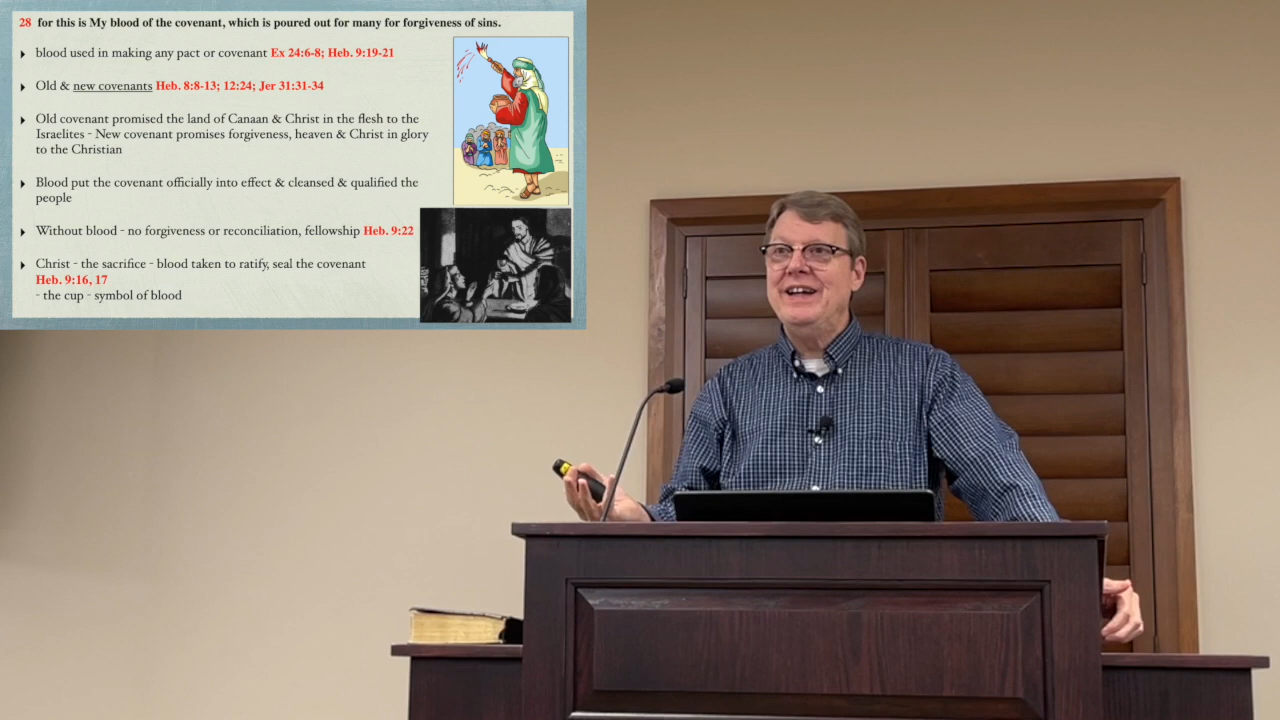 28 for this is My blood of the covenant, which is poured out for many for forgiveness of sins.
‣ blood used in making any pact or covenant Ex 24:6-8; Heb. 9:19-21
‣ Old & new covenants Heb. 8:8-13; 12:24; Jer 31:31-34
‣ Old covenant promised the land of Canaan & Christ in the flesh to the
Israelites - New covenant promises forgiveness, heaven & Christ in glory
to the Christian
‣ Blood put the covenant officially into effect & cleansed & qualified the
people
‣ Without blood - no forgiveness or reconciliation, fellowship Heb. 9:22
‣ Christ - the sacrifice - blood taken to ratify, seal the covenant
Heb. 9:16, 17
- the cup - symbol of blood